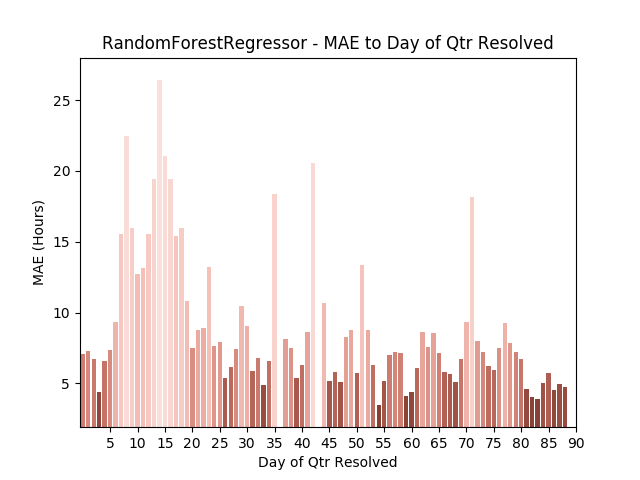 RandomForestRegressor - MAE to Day of Qtr Resolved
25
20
15
10
5
MAE (Hours)
5 10 15 20 25 30 35 40 45 50 55 60 65 70 75 80 85 90
Day of Qtr Resolved